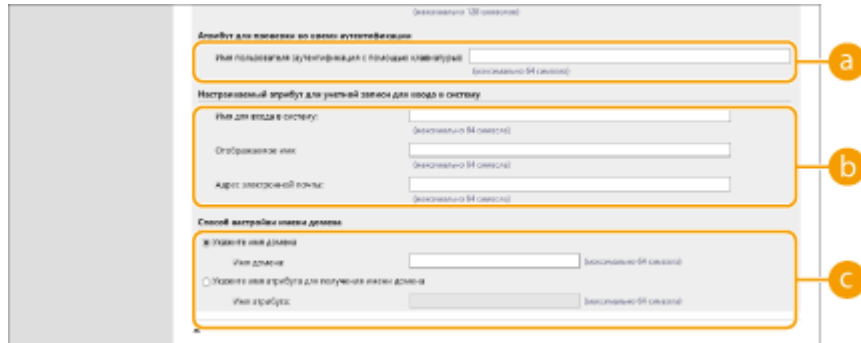 (максимально 120 символов)
Атрибут для проверки во время аутентификации
Имя пользователя (аутентификация с помощью клавиатуры):
(максимально 64 символа)
a
Настраиваемый атрибут для учетной записи для входа в систему
Имя для входа в систему:
(максимально 64 символа)
Отображаемое имя:
(максимально 64 символа)
b
Адрес электронной почты:
(максимально 64 символа)
Способ настройки имени домена
Укажите имя домена
Имя домена:
(максимально 64 символа)
c
Укажите имя атрибута для получения имени домена
Имя атрибута:
(максимально 64 символа)